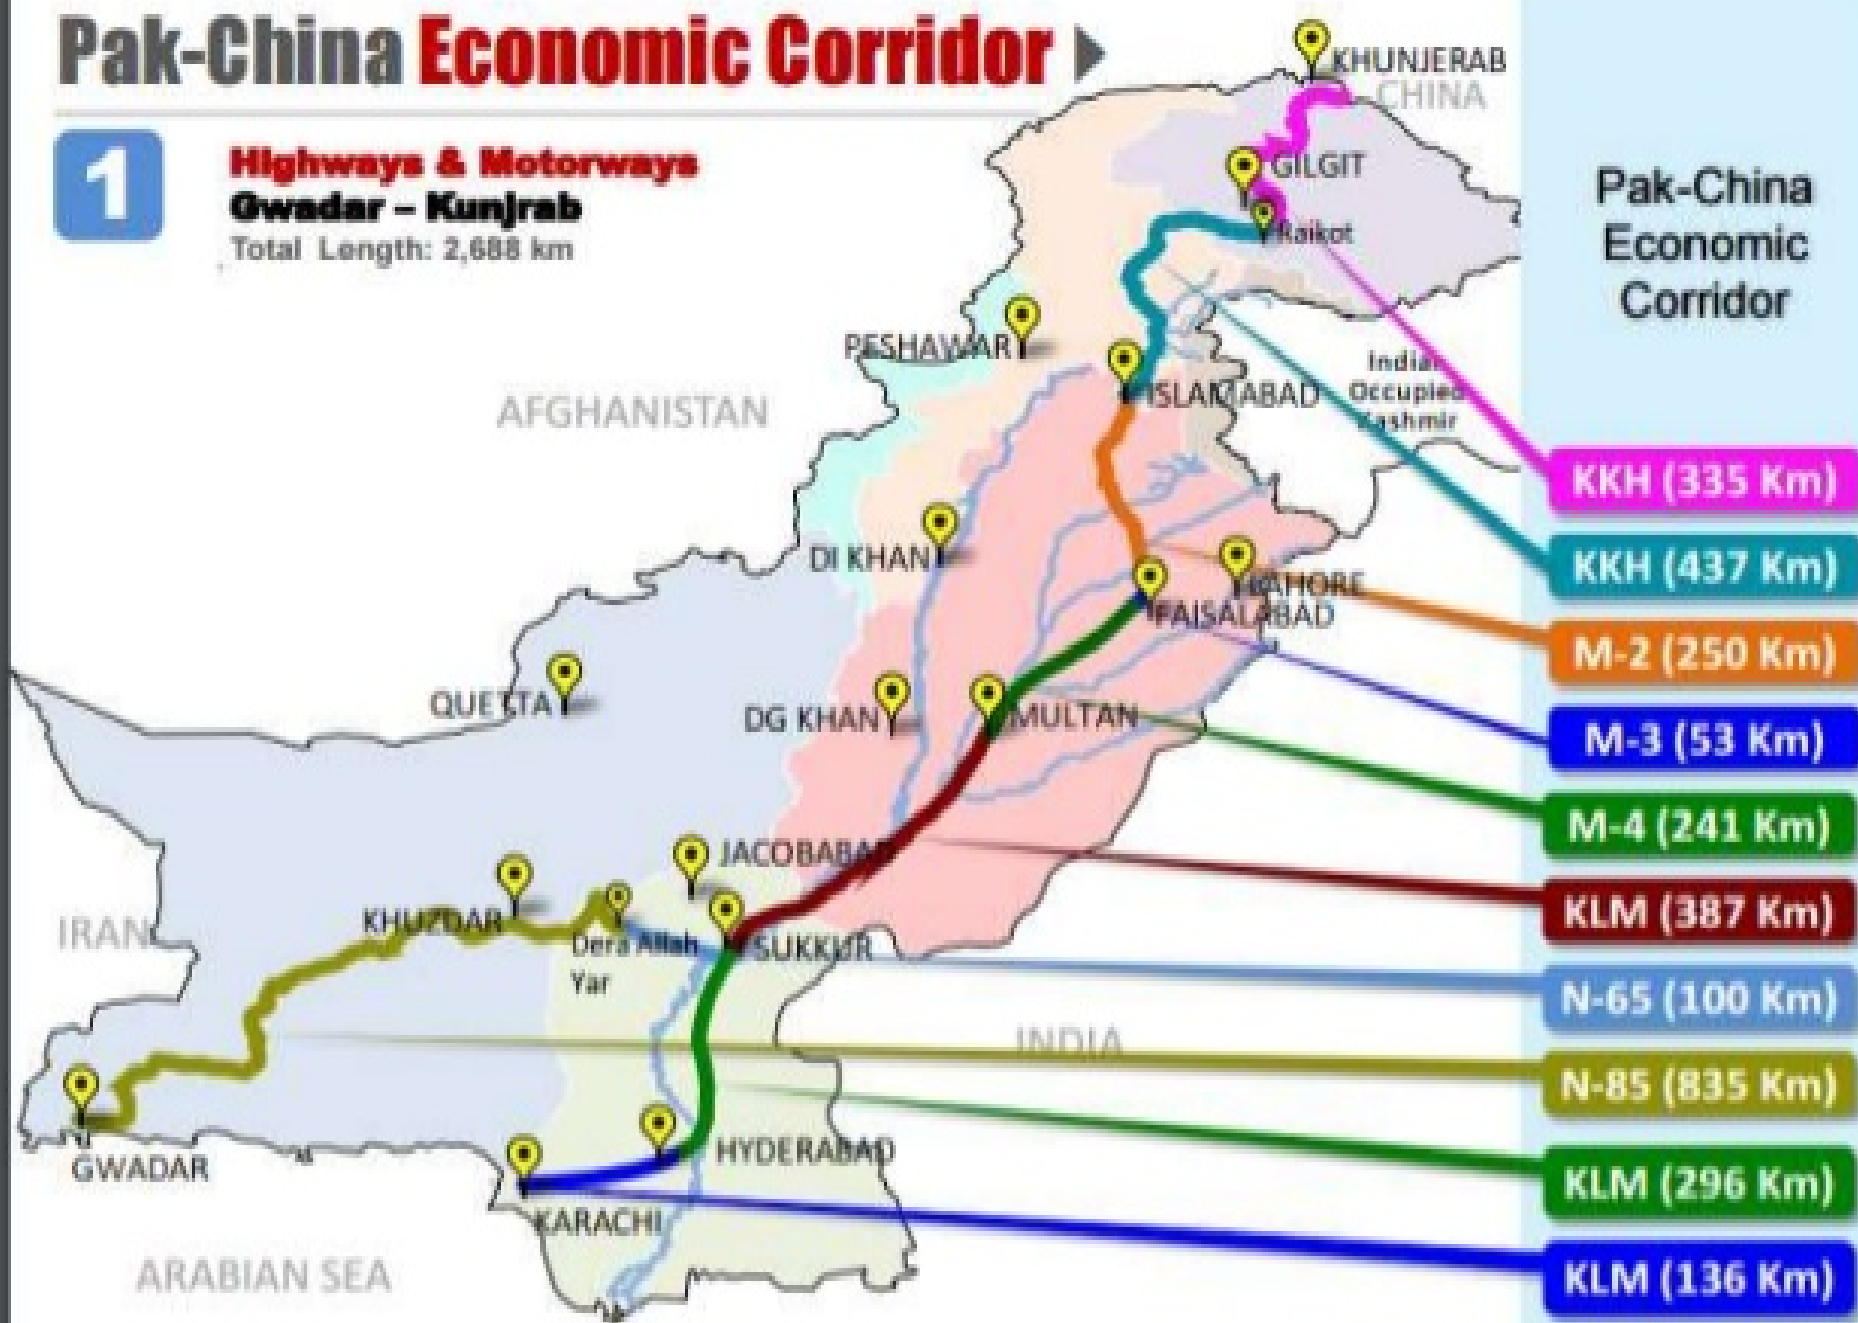 Pak-China Economic Corridor
1
Highways & Motorways
Gwadar – Kunjrab
Total Length: 2,688 km
KHUNJERAB
CHINA
GILGIT
Raikot
Pak-China
Economic
Corridor
PESHAWAR
ISLAMABAD
Indian
Occupied
Kashmir
AFGHANISTAN
KKH (335 Km)
KKH (437 Km)
DI KHAN
LAHORE
FAISALABAD
M-2 (250 Km)
QUETTA
DG KHAN
MULTAN
M-3 (53 Km)
M-4 (241 Km)
JACOBABAD
KHUZDAR
IRAN
Dera Allah
Yar
SUKKUR
KLM (387 Km)
N-65 (100 Km)
INDIA
N-85 (835 Km)
GWADAR
HYDERABAD
KLM (296 Km)
KARACHI
ARABIAN SEA
KLM (136 Km)